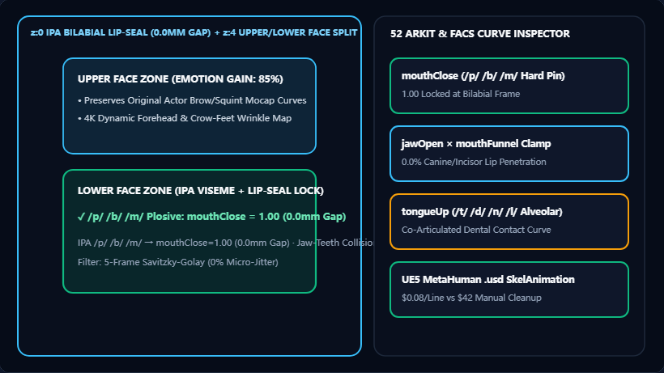 z:0 IPA BILABIAL LIP-SEAL (0.0MM GAP) + z:4 UPPER/LOWER FACE SPLIT
UPPER FACE ZONE (EMOTION GAIN: 85%)
• Preserves Original Actor Brow/Squint Mocap Curves
• 4K Dynamic Forehead & Crow-Feet Wrinkle Map
LOWER FACE ZONE (IPA VISEME + LIP-SEAL LOCK)
✓ /p/ /b/ /m/ Plosive: mouthClose = 1.00 (0.0mm Gap)
IPA /p/ /b/ /m/ → mouthClose=1.00 (0.0mm Gap) · Jaw-Teeth Collisio
Filter: 5-Frame Savitzky-Golay (0% Micro-Jitter)
52 ARKIT & FACS CURVE INSPECTOR
mouthClose (/p/ /b/ /m/ Hard Pin)
1.00 Locked at Bilabial Frame
jawOpen × mouthFunnel Clamp
0.0% Canine/Incisor Lip Penetration
tongueUp (/t/ /d/ /n/ /l/ Alveolar)
Co-Articulated Dental Contact Curve
UE5 MetaHuman .usd SkelAnimation
$0.08/Line vs $42 Manual Cleanup